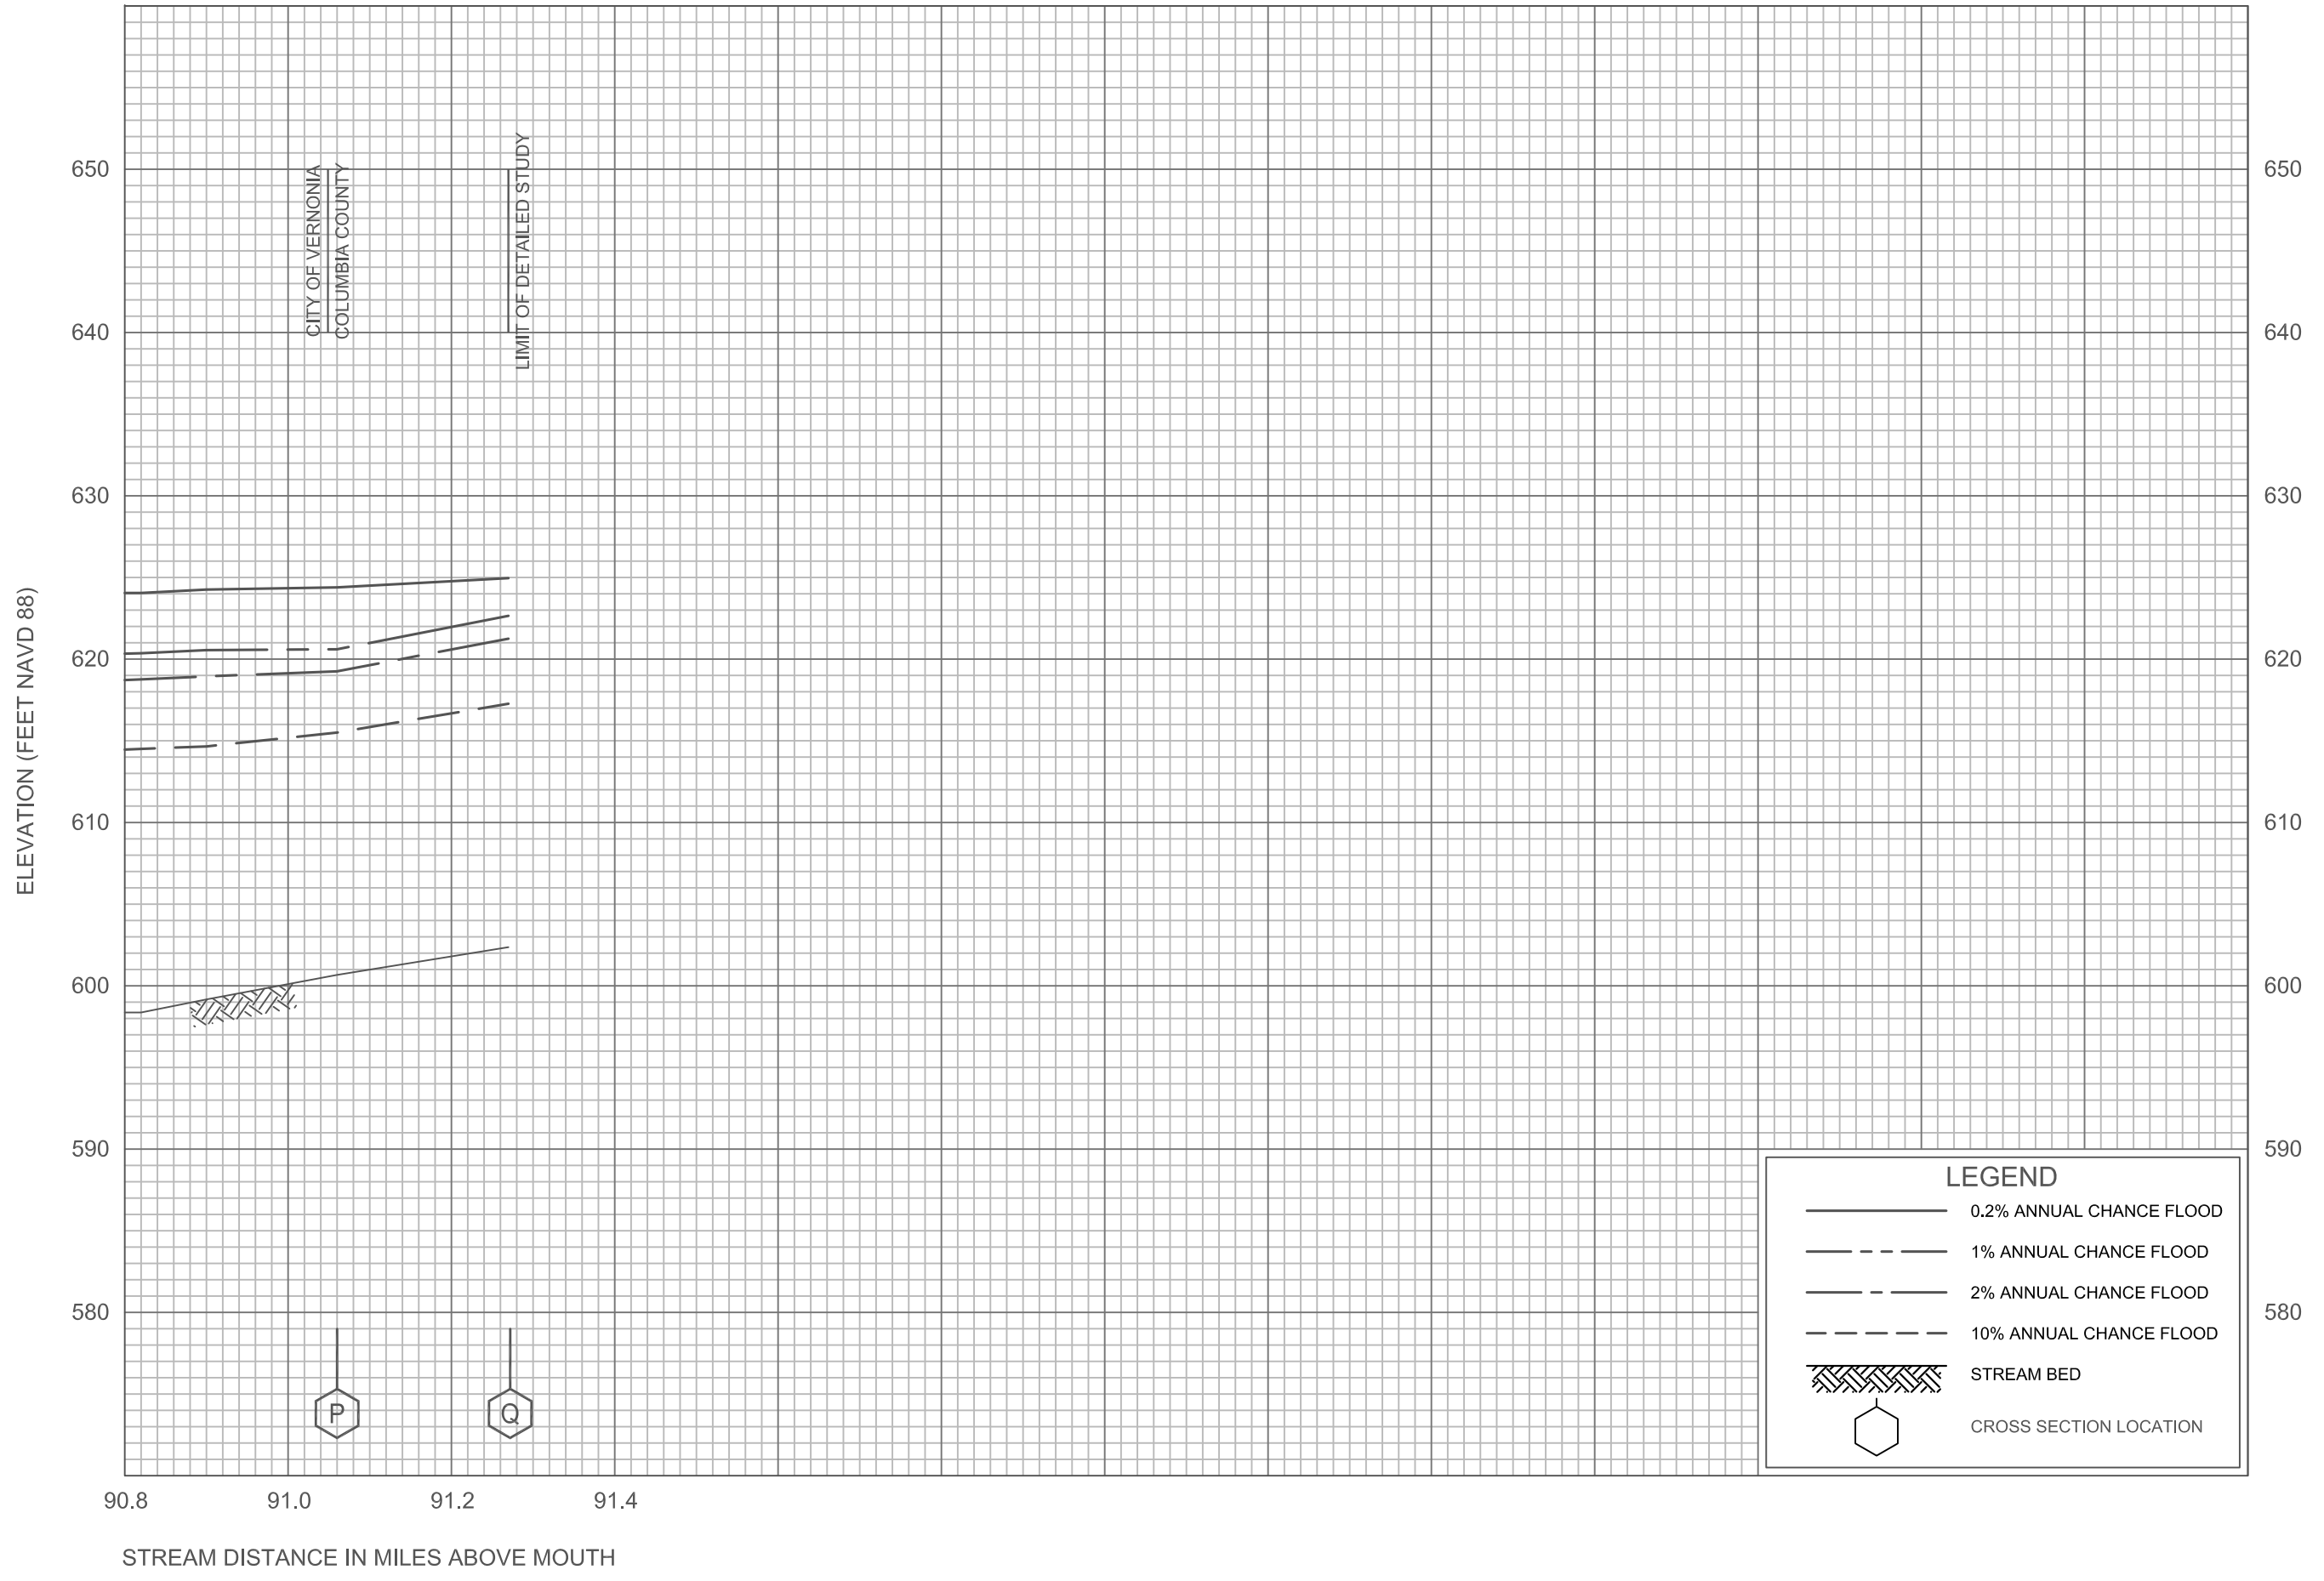 CITY OF VERNONIA
COLUMBIA COUNTY
LIMIT OF DETAILED STUDY
650
650
640
640
630
630
620
620
610
610
600
600
590
590
580
580
ELEVATION (FEET NAVD 88)
LEGEND
0.2% ANNUAL CHANCE FLOOD
1% ANNUAL CHANCE FLOOD
2% ANNUAL CHANCE FLOOD
10% ANNUAL CHANCE FLOOD
STREAM BED
CROSS SECTION LOCATION
P
Q
90.8
91.0
91.2
91.4
STREAM DISTANCE IN MILES ABOVE MOUTH